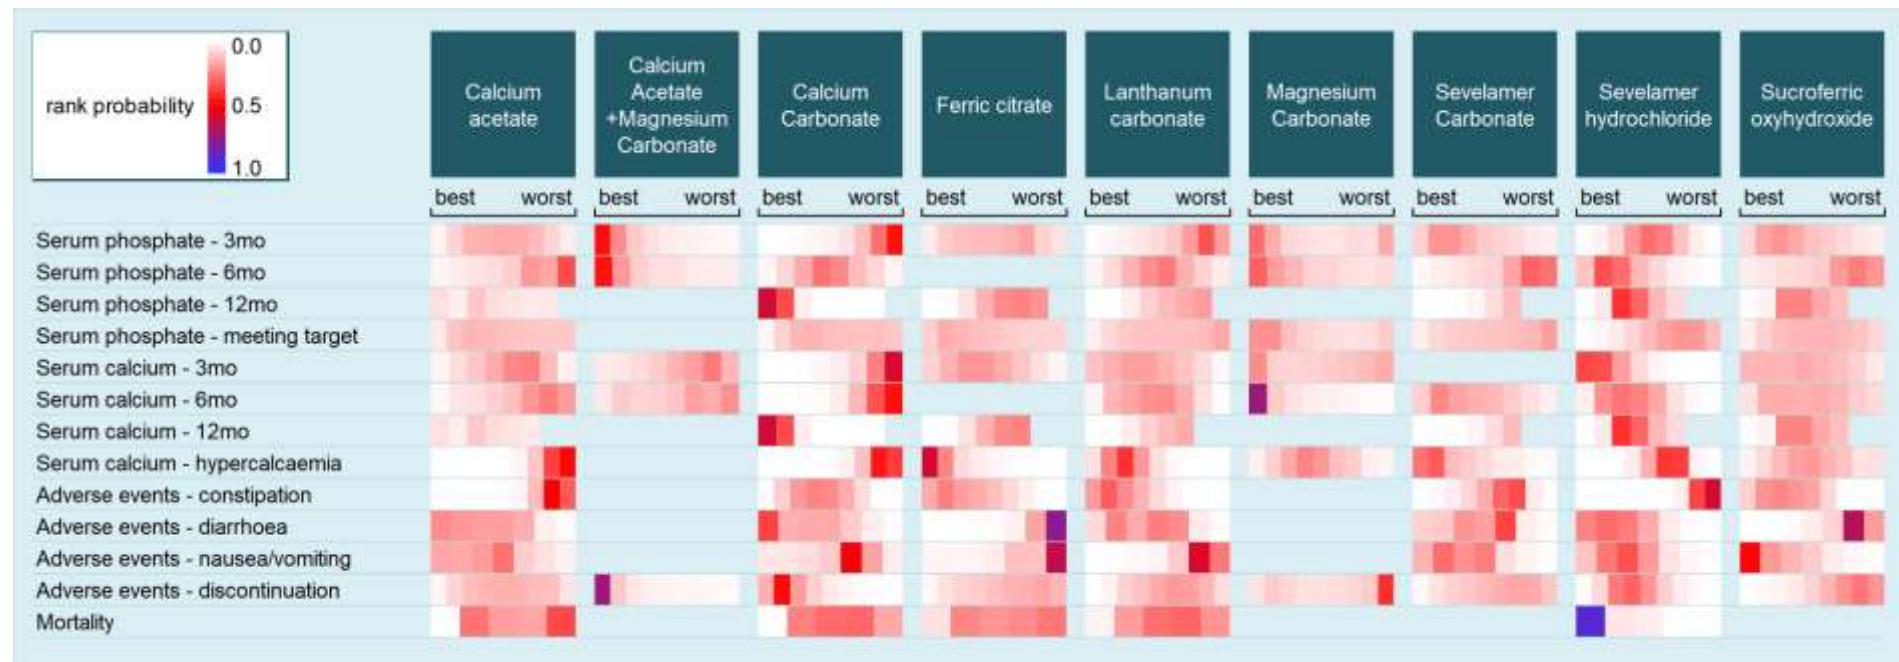 rank probability
0.0
0.5
1.0
Calcium
acetate
Calcium
Acetate
+Magnesium
Carbonate
Calcium
Carbonate
Ferric citrate
Lanthanum
carbonate
Magnesium
Carbonate
Sevelamer
Carbonate
Sevelamer
hydrochloride
Sucroferric
oxyhydroxide
best worst best worst best worst best worst best worst best worst best worst best worst best worst
Serum phosphate - 3mo
Serum phosphate - 6mo
Serum phosphate - 12mo
Serum phosphate - meeting target
Serum calcium - 3mo
Serum calcium - 6mo
Serum calcium - 12mo
Serum calcium - hypercalcaemia
Adverse events - constipation
Adverse events - diarrhoea
Adverse events - nausea/vomiting
Adverse events - discontinuation
Mortality